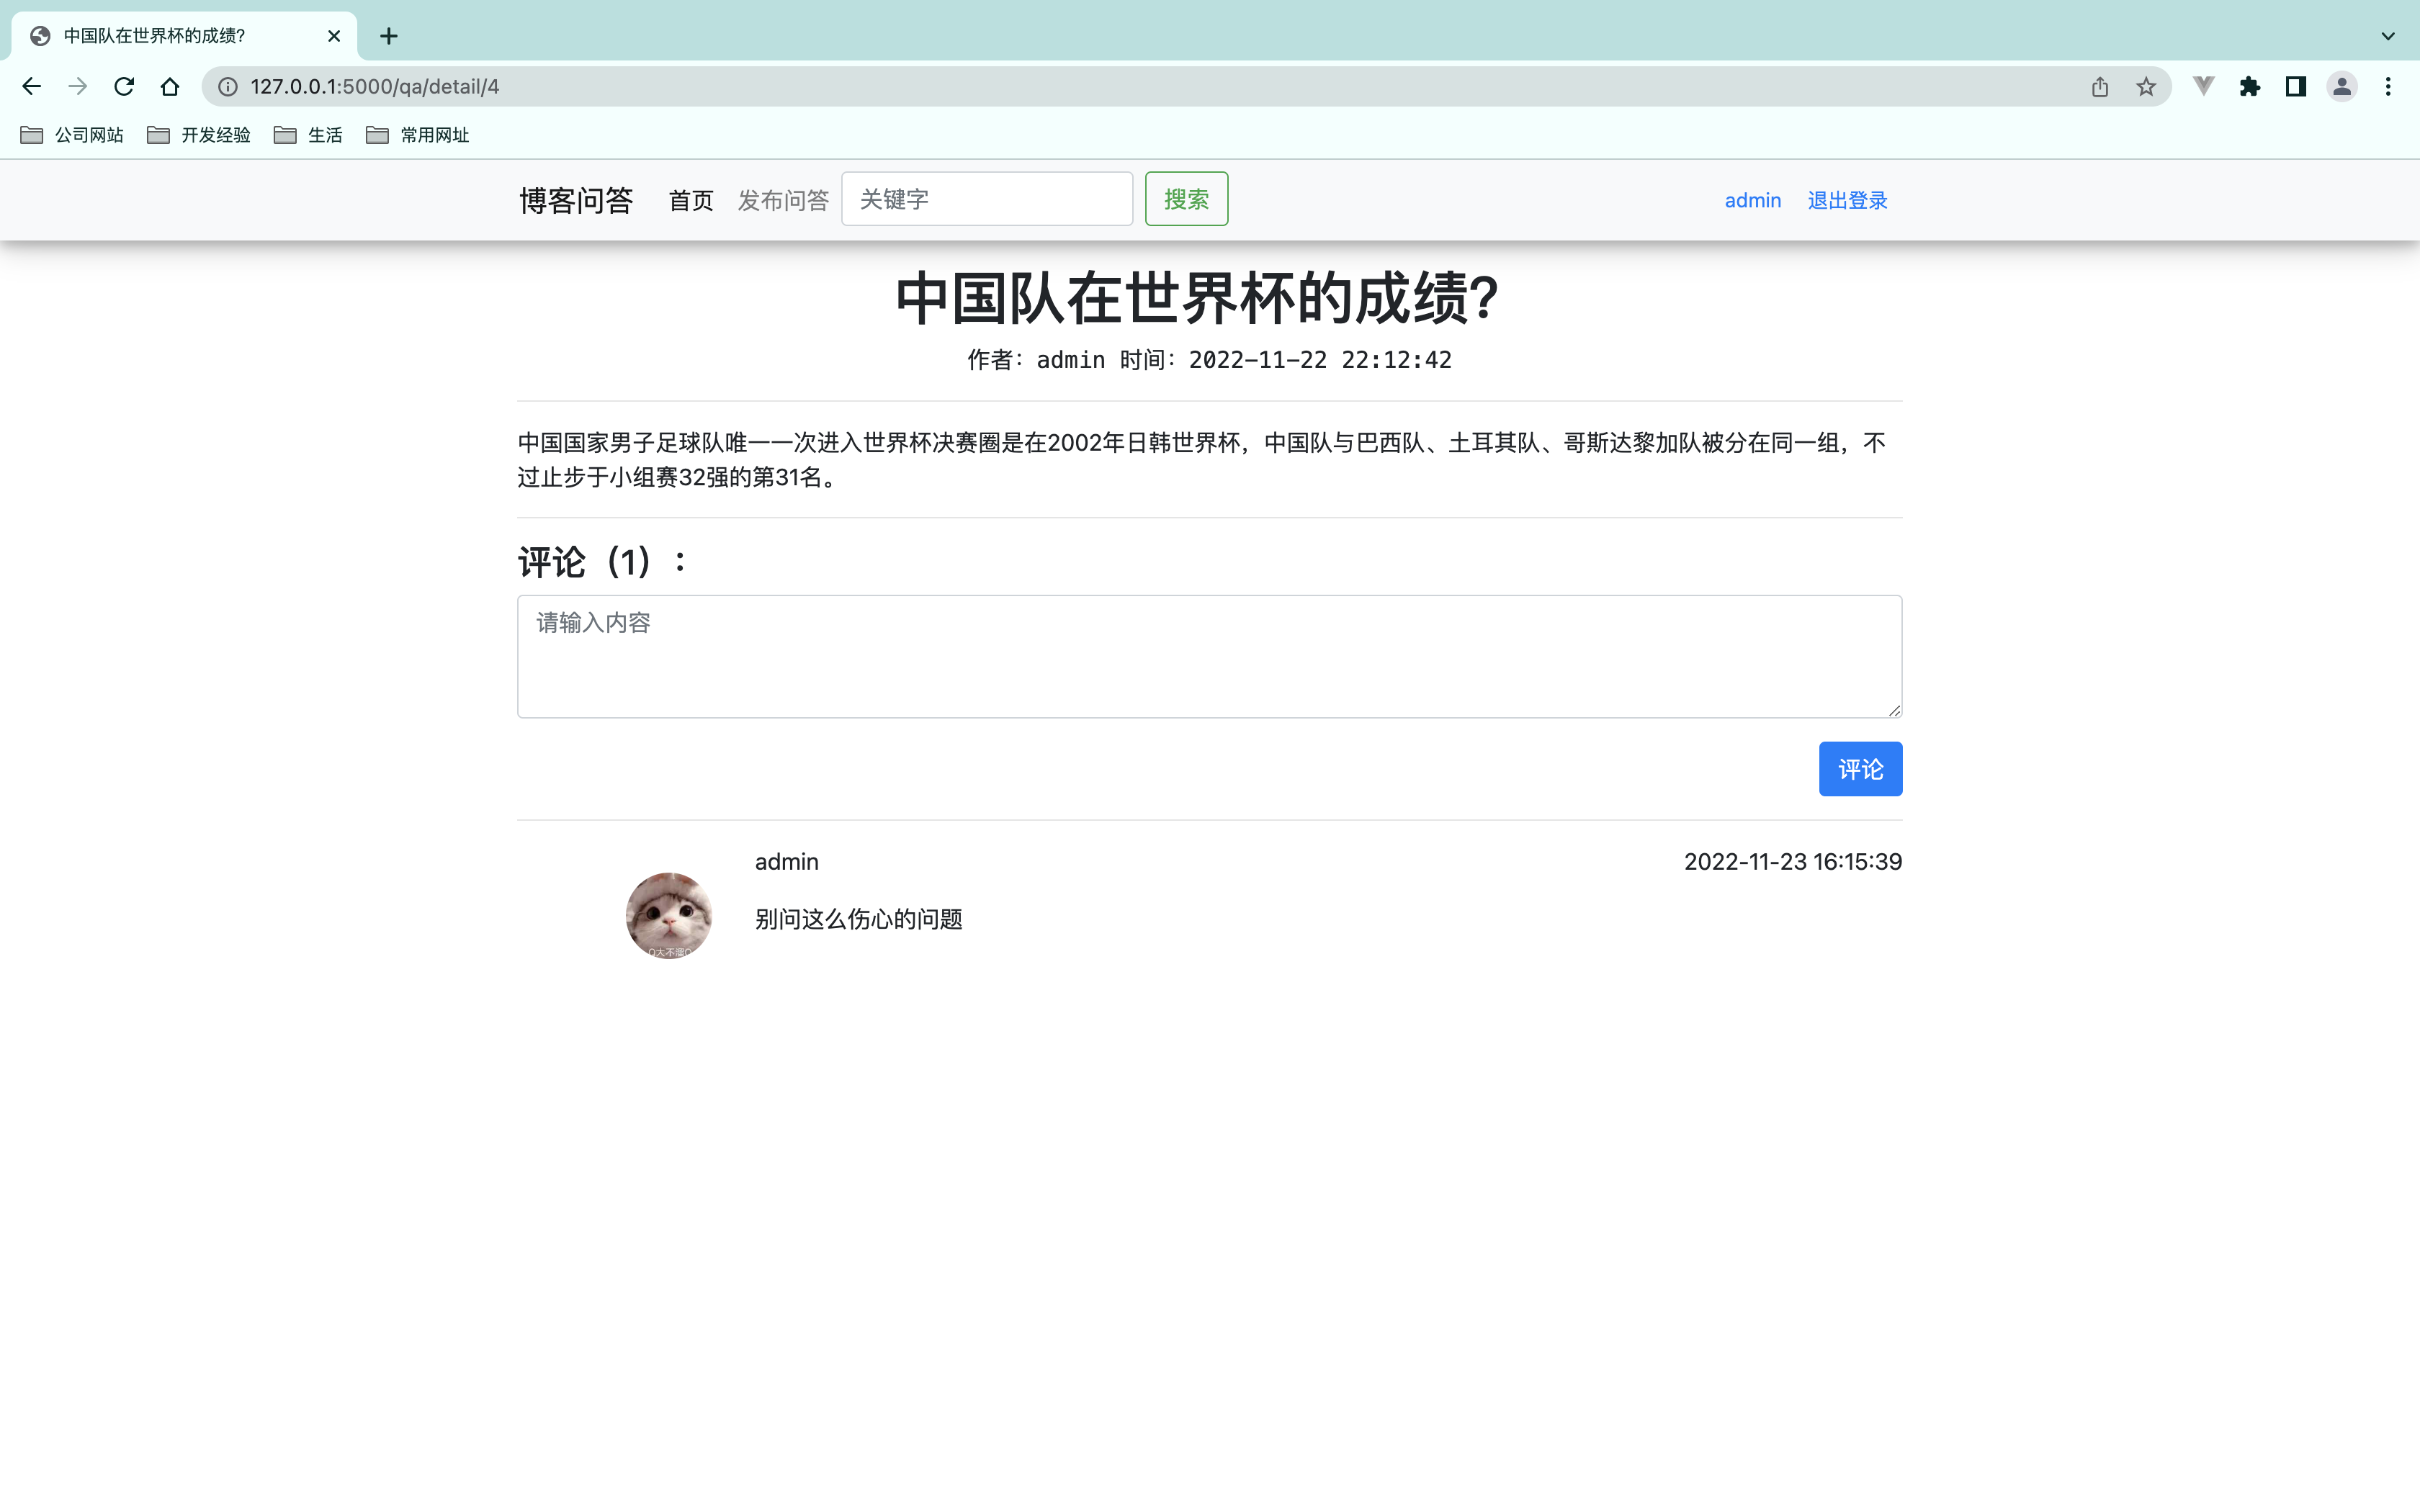 中国队在世界杯的成绩?
127.0.0.1:5000/qa/detail/4
公司网站 开发经验 生活 常用网址
博客问答 首页 发布问答 关键字 搜索 admin 退出登录
中国队在世界杯的成绩?
作者：admin 时间：2022-11-22 22:12:42
中国国家男子足球队唯一一次进入世界杯决赛圈是在2002年日韩世界杯，中国队与巴西队、土耳其队、哥斯达黎加队被分在同一组，不
过止步于小组赛32强的第31名。
评论（1）：
请输入内容
评论
admin 2022-11-23 16:15:39
别问这么伤心的问题